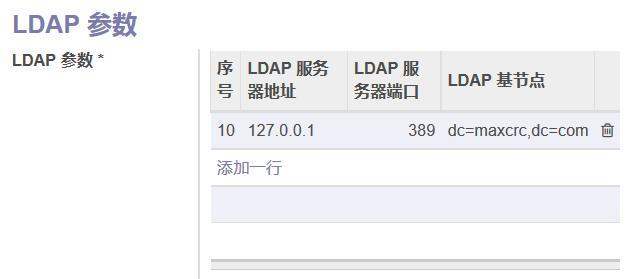 LDAP 参数
LDAP 参数 *
序号 LDAP 服务器地址 LDAP 服务器端口 LDAP 基节点
10 127.0.0.1 389 dc=maxcrc,dc=com
添加一行